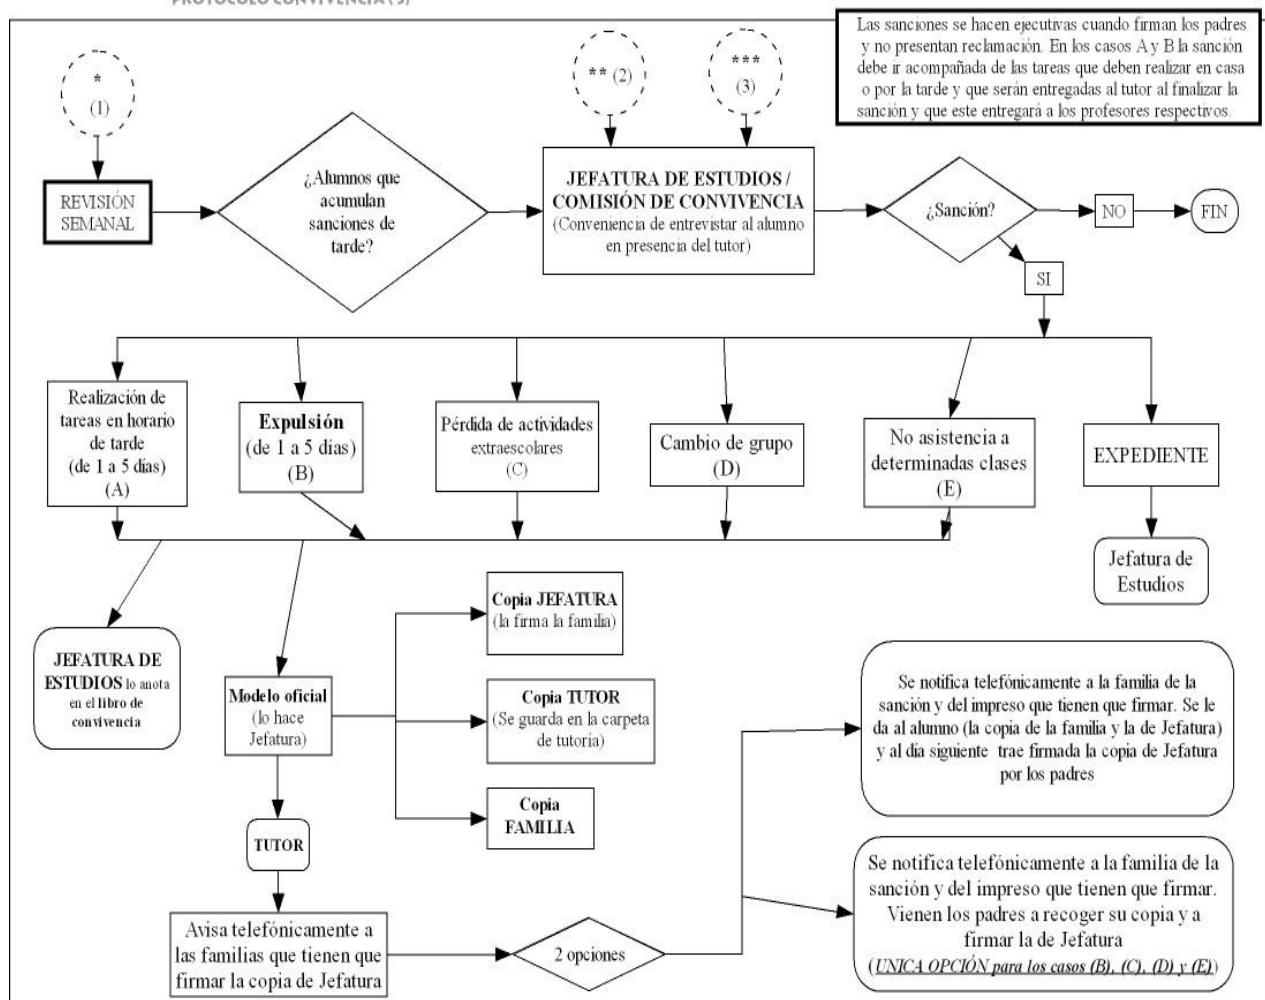 PROTOCOLO CONVIVENCIA ( 3)
Las sanciones se hacen ejecutivas cuando firman los padres
y no presentan reclamación. En los casos A y B la sanción
debe ir acompañada de las tareas que deben realizar en casa
o por la tarde y que serán entregadas al tutor al finalizar la
sanción y que este entregará a los profesores respectivos.
*
(1)
** (2)
***
(3)
REVISIÓN
SEMANAL
¿Alumnos que
acumulan
sanciones de
tarde?
JEFATURA DE ESTUDIOS /
COMISIÓN DE CONVIVENCIA
(Conveniencia de entrevistar al alumno
en presencia del tutor)
¿Sanción?
NO
FIN
SI
Realización de
tareas en horario
de tarde
(de 1 a 5 días)
(A)
Expulsión
(de 1 a 5 días)
(B)
Pérdida de actividades
extraescolares
(C)
Cambio de grupo
(D)
No asistencia a
determinadas clases
(E)
EXPEDIENTE
Jefatura de
Estudios
JEFATURA DE
ESTUDIOS lo anota
en el libro de
convivencia
Modelo oficial
(lo hace
Jefatura)
Copia JEFATURA
(la firma la familia)
Copia TUTOR
(Se guarda en la carpeta
de tutoría)
Copia
FAMILIA
TUTOR
Avisa telefónicamente a
las familias que tienen que
firmar la copia de Jefatura
2 opciones
Se notifica telefónicamente a la familia de la
sanción y del impreso que tienen que firmar. Se le
da al alumno (la copia de la familia y la de Jefatura)
y al día siguiente trae firmada la copia de Jefatura
por los padres
Se notifica telefónicamente a la familia de la
sanción y del impreso que tienen que firmar.
Vienen los padres a recoger su copia y a
firmar la de Jefatura
(UNICA OPCIÓN para los casos (B), (C), (D) y (E))